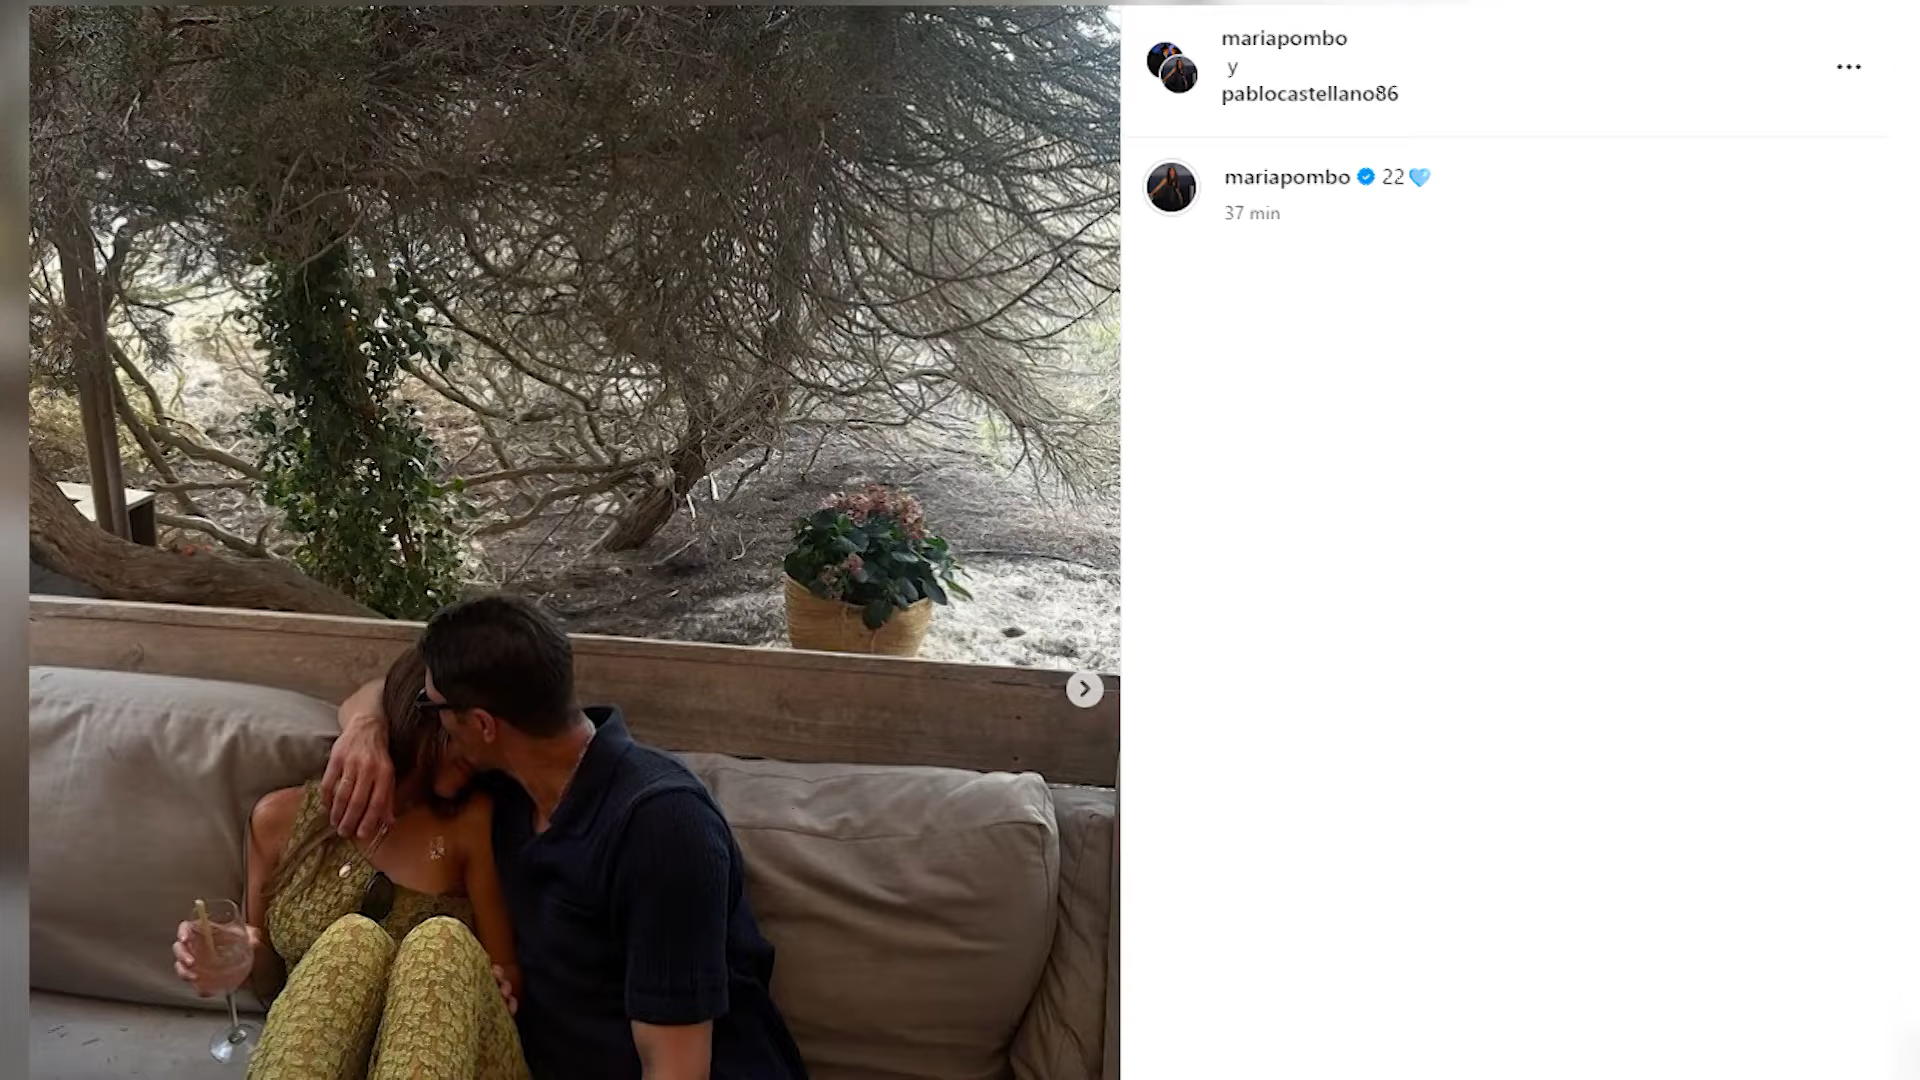 mariapombo
y
pablocastellano86
mariapombo 22🩵
37 min